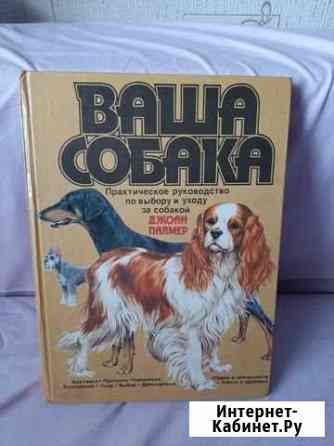 ВАША
СОБАКА
Практическое руководство
по выбору и уходу
за собакой
ДЖОАН
ПАЛМЕР
Интернет-
Кабинет.Ру